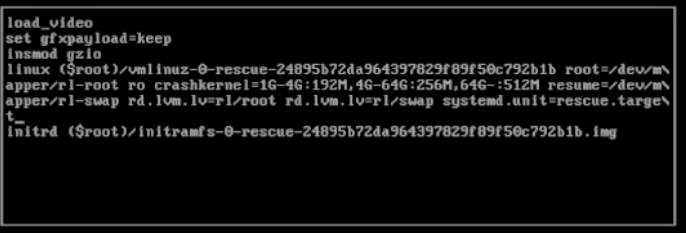 load_video
set gfxpayload=keep
insmod gzio
linux ($root)/vmlinuz-0-rescue-24895b72da964397829f89f50c792b1b root=/dev/m\
apper/rl-root ro crashkernel=1G-4G:192M,4G-64G:256M,64G-:512M resume=/dev/m\
apper/rl-swap rd.lvm.lv=rl/root rd.lvm.lv=rl/swap systemd.unit=rescue.targe\
t_
initrd ($root)/initramfs-0-rescue-24895b72da964397829f89f50c792b1b.img